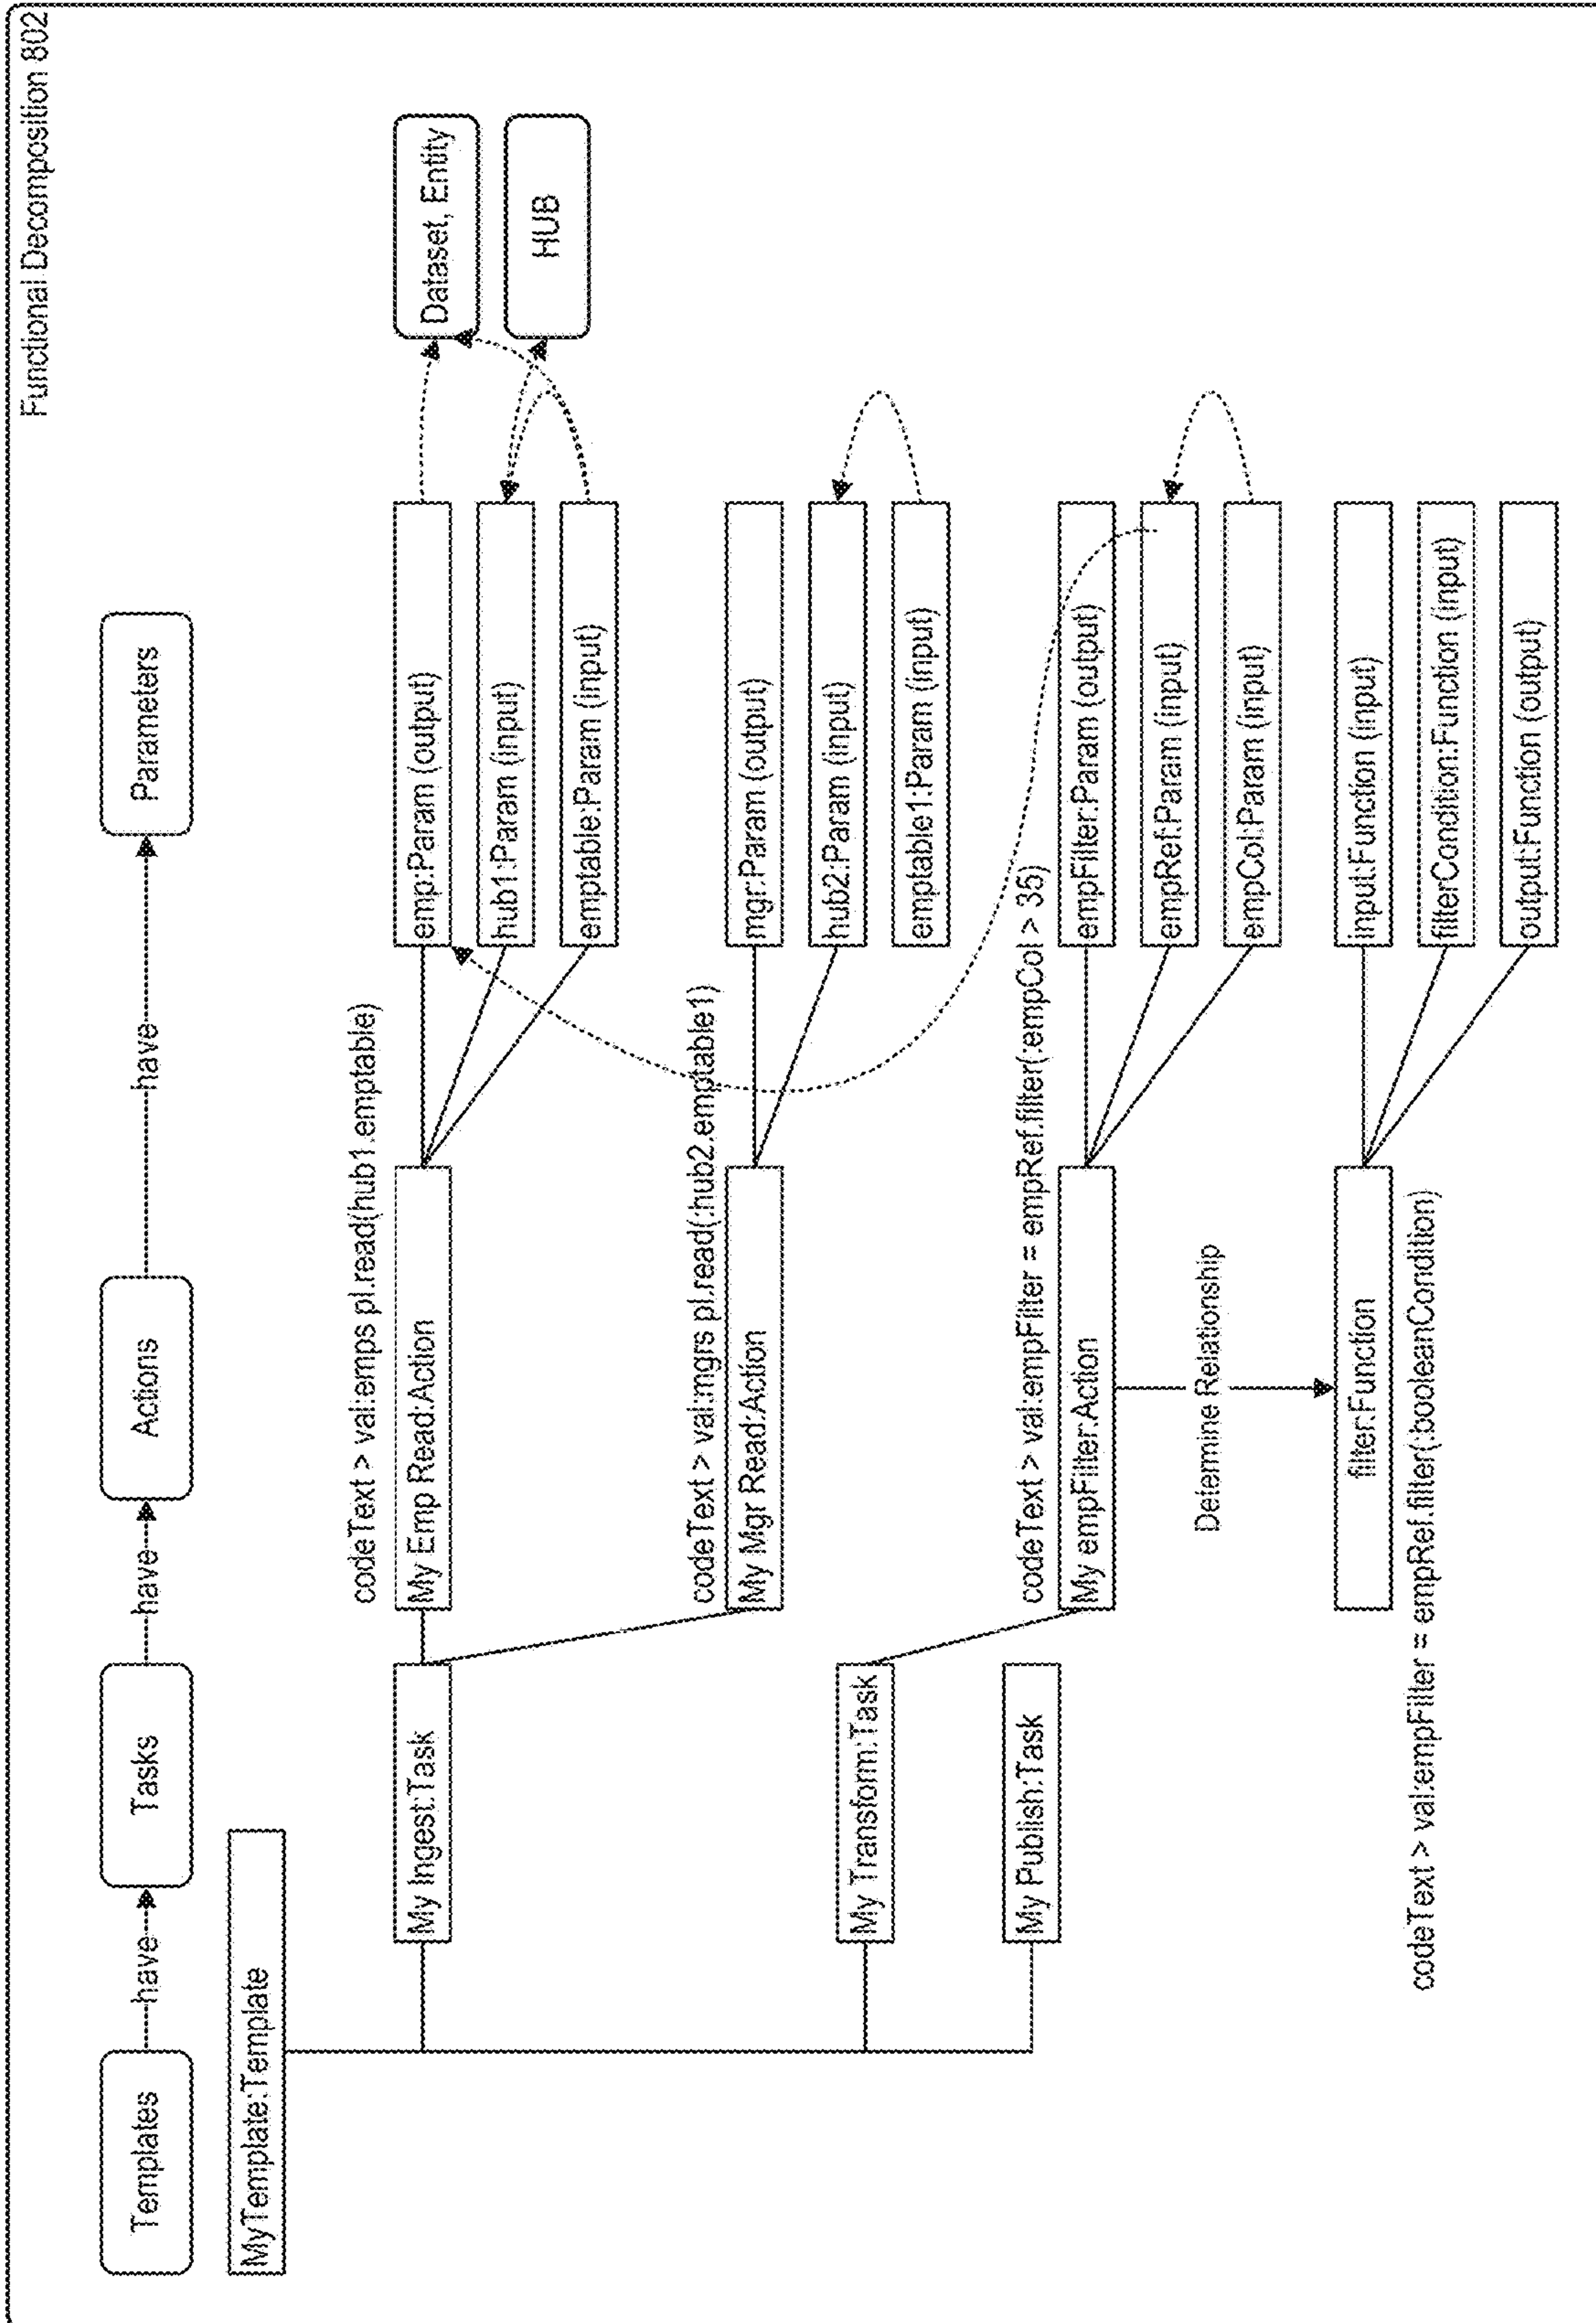 Functional Decomposition 802
Templates
have
Tasks
have
Actions
have
Parameters
MyTemplate:Template
codeText > val:emps pl.read(hub1.emptable)
My Ingest:Task
My Emp Read:Action
emp:Param (output)
Dataset, Entity
hub1:Param (input)
HUB
emptable:Param (input)
codeText > val:mgrs pl.read(:hub2.emptable1)
My Mgr Read:Action
mgr:Param (output)
hub2:Param (input)
My Transform:Task
emptable1:Param (input)
codeText > val:empFilter = empRef.filter(:empCol > 35)
My Publish:Task
My empFilter:Action
empFilter:Param (output)
empRef:Param (input)
Determine Relationship
empCol:Param (input)
filter:Function
input:Function (input)
codeText > val:empFilter = empRef.filter(:booleanCondition)
filterCondition:Function (input)
output:Function (output)